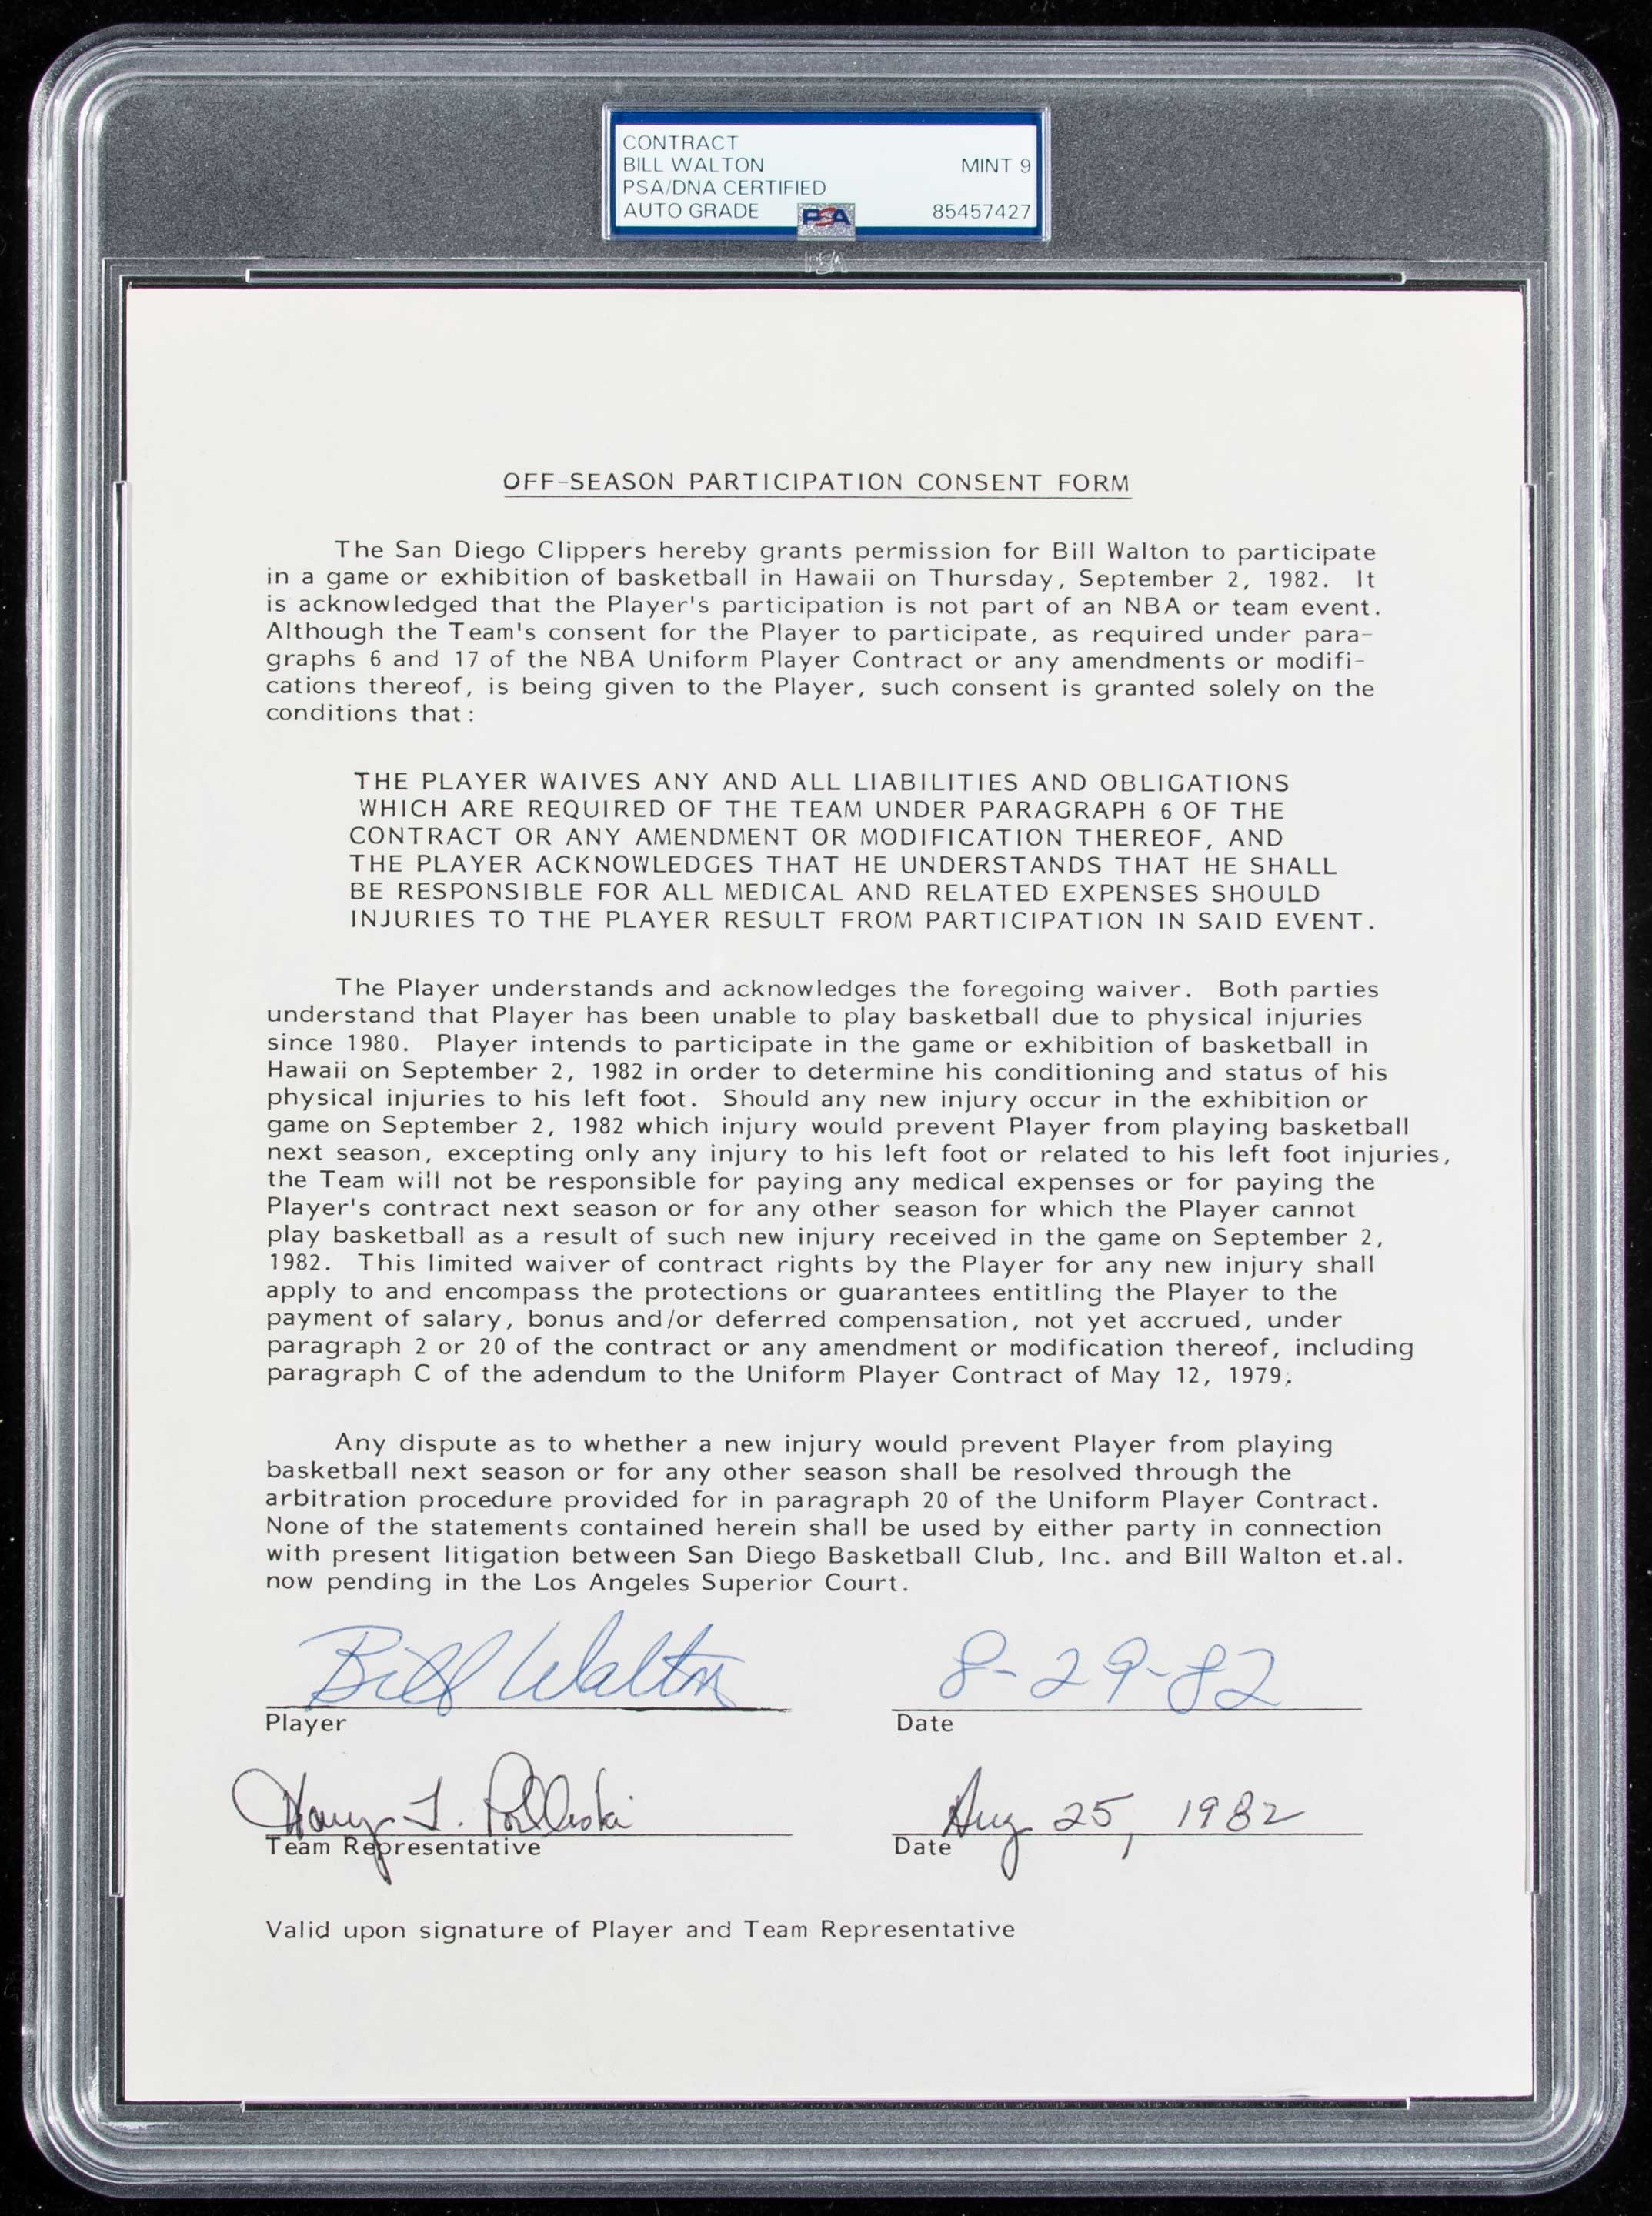 CONTRACT
BILL WALTON MINT 9
PSA/DNA CERTIFIED
AUTO GRADE PSA 85457427
PSA
OFF-SEASON PARTICIPATION CONSENT FORM
The San Diego Clippers hereby grants permission for Bill Walton to participate
in a game or exhibition of basketball in Hawaii on Thursday, September 2, 1982. It
is acknowledged that the Player's participation is not part of an NBA or team event.
Although the Team's consent for the Player to participate, as required under para-
graphs 6 and 17 of the NBA Uniform Player Contract or any amendments or modifi-
cations thereof, is being given to the Player, such consent is granted solely on the
conditions that:
THE PLAYER WAIVES ANY AND ALL LIABILITIES AND OBLIGATIONS
WHICH ARE REQUIRED OF THE TEAM UNDER PARAGRAPH 6 OF THE
CONTRACT OR ANY AMENDMENT OR MODIFICATION THEREOF, AND
THE PLAYER ACKNOWLEDGES THAT HE UNDERSTANDS THAT HE SHALL
BE RESPONSIBLE FOR ALL MEDICAL AND RELATED EXPENSES SHOULD
INJURIES TO THE PLAYER RESULT FROM PARTICIPATION IN SAID EVENT.
The Player understands and acknowledges the foregoing waiver. Both parties
understand that Player has been unable to play basketball due to physical injuries
since 1980. Player intends to participate in the game or exhibition of basketball in
Hawaii on September 2, 1982 in order to determine his conditioning and status of his
physical injuries to his left foot. Should any new injury occur in the exhibition or
game on September 2, 1982 which injury would prevent Player from playing basketball
next season, excepting only any injury to his left foot or related to his left foot injuries,
the Team will not be responsible for paying any medical expenses or for paying the
Player's contract next season or for any other season for which the Player cannot
play basketball as a result of such new injury received in the game on September 2,
1982. This limited waiver of contract rights by the Player for any new injury shall
apply to and encompass the protections or guarantees entitling the Player to the
payment of salary, bonus and/or deferred compensation, not yet accrued, under
paragraph 2 or 20 of the contract or any amendment or modification thereof, including
paragraph C of the adendum to the Uniform Player Contract of May 12, 1979.
Any dispute as to whether a new injury would prevent Player from playing
basketball next season or for any other season shall be resolved through the
arbitration procedure provided for in paragraph 20 of the Uniform Player Contract.
None of the statements contained herein shall be used by either party in connection
with present litigation between San Diego Basketball Club, Inc. and Bill Walton et.al.
now pending in the Los Angeles Superior Court.
Bill Walton 8-29-82
Player Date
T. Aug 25, 1982
Team Representative Date
Valid upon signature of Player and Team Representative